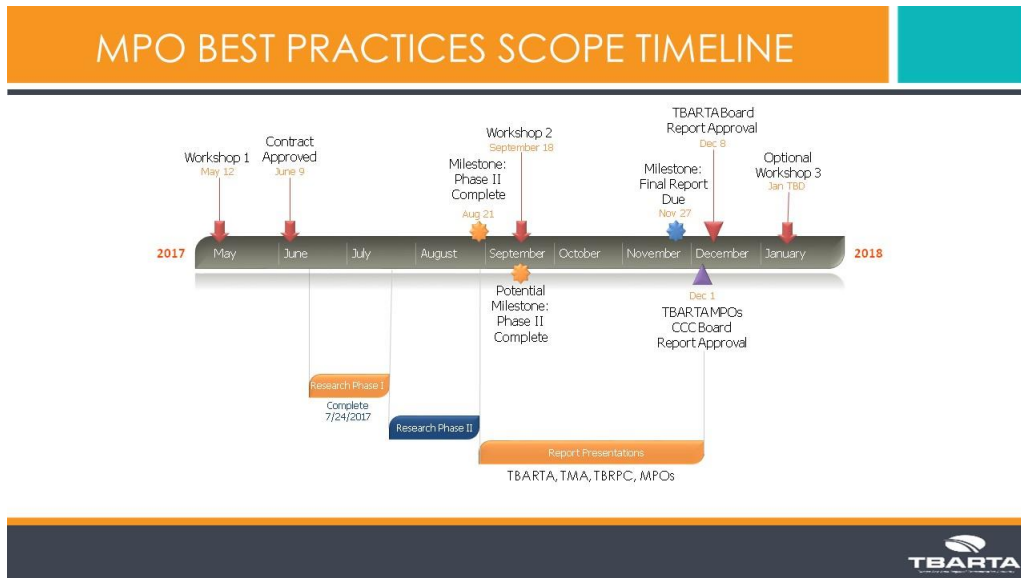 MPO BEST PRACTICES SCOPE TIMELINE
Workshop 1
May 12
Contract
Approved
June 9
Milestone:
Phase II
Complete
Aug 21
Workshop 2
September 18
Milestone:
Final Report
Due
Nov 27
TBARTA Board
Report Approval
Dec 8
Optional
Workshop 3
Jan TBD
2017
May
June
July
August
September
October
November
December
January
2018
Potential
Milestone:
Phase II
Complete
Dec 1
TBARTA MPOs
CCC Board
Report Approval
Research Phase I
Complete
7/24/2017
Research Phase II
Report Presentations
TBARTA, TMA, TBRPC, MPOs
TBARTA